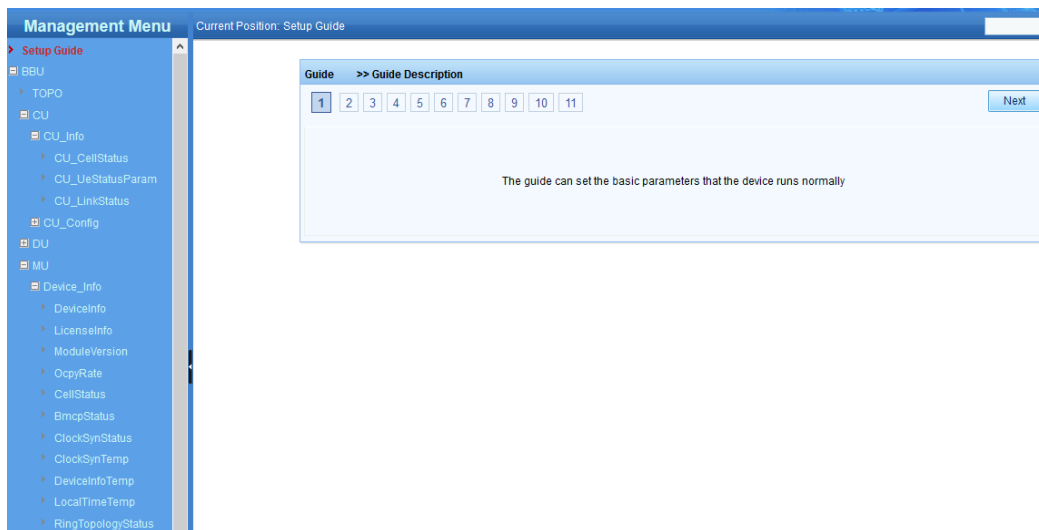 Management Menu
Current Position: Setup Guide
Setup Guide
BBU
TOPO
CU
CU_Info
CU_CellStatus
CU_UeStatusParam
CU_LinkStatus
CU_Config
DU
MU
Device_Info
DeviceInfo
LicenseInfo
ModuleVersion
OcpyRate
CellStatus
BmcpStatus
ClockSynStatus
ClockSynTemp
DeviceInfoTemp
LocalTimeTemp
RingTopologyStatus
Guide >> Guide Description
1 2 3 4 5 6 7 8 9 10 11
Next
The guide can set the basic parameters that the device runs normally